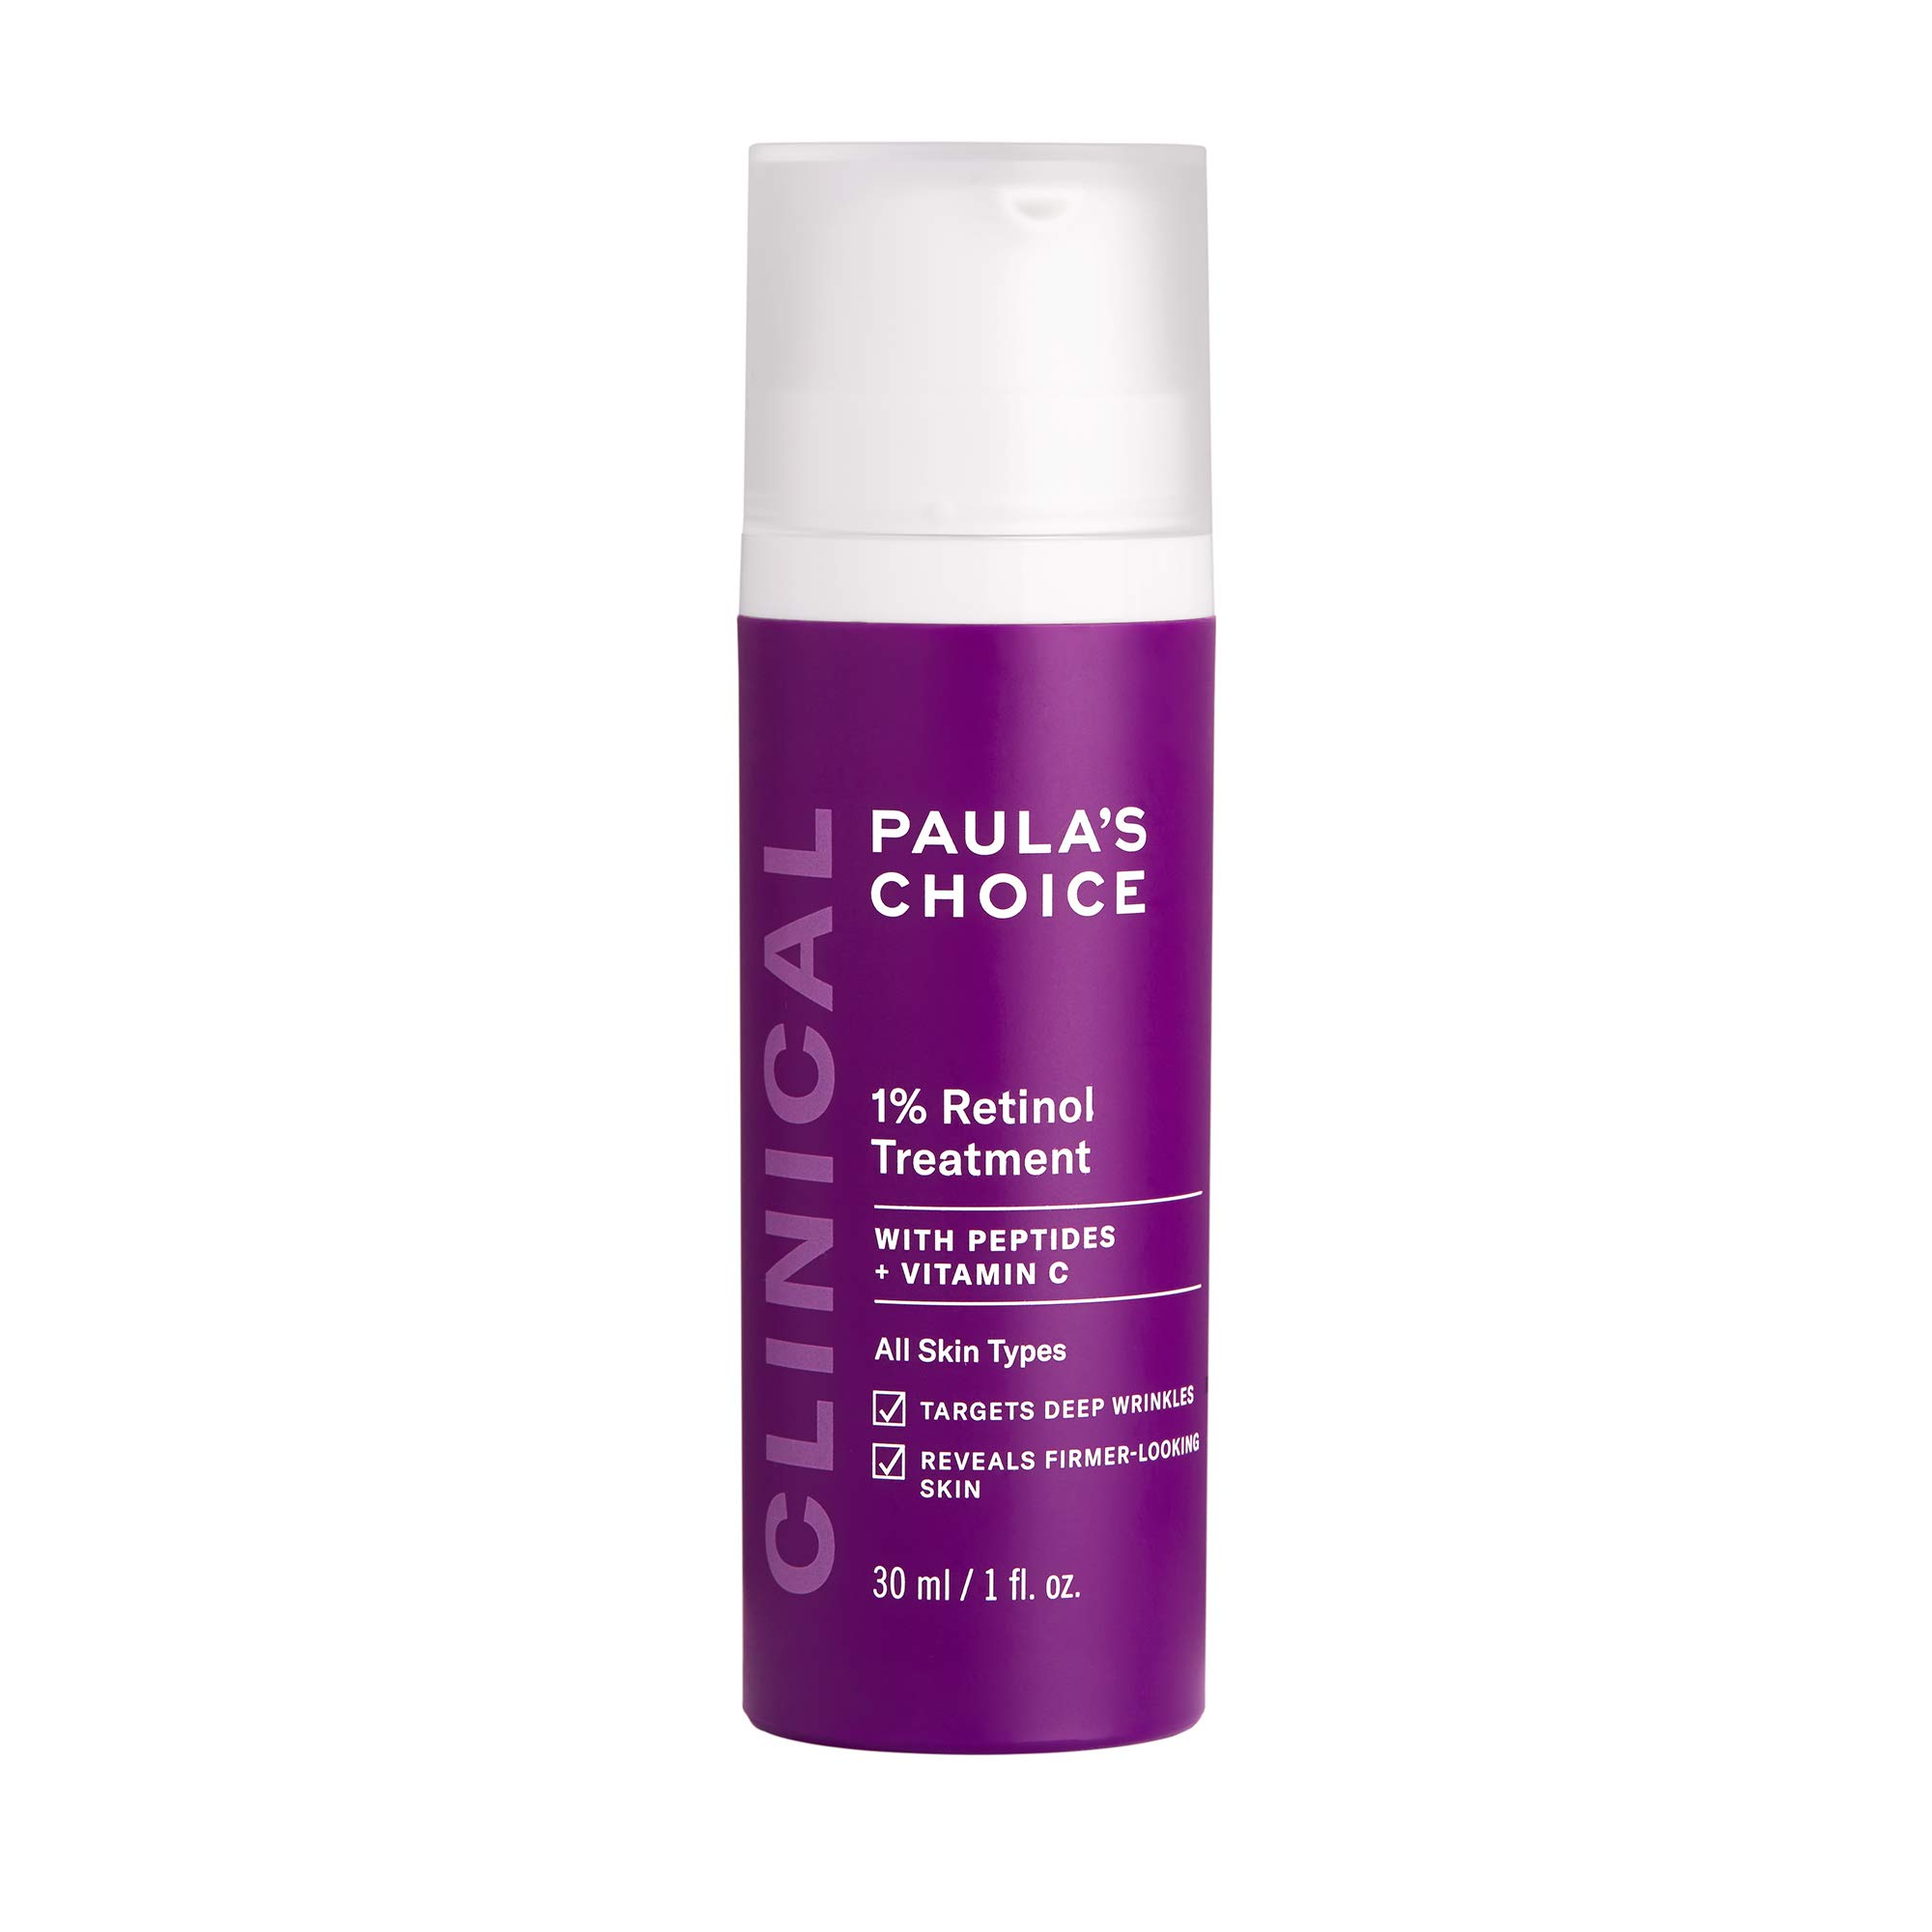 CLINICAL
PAULA'S
CHOICE
1% Retinol
Treatment
WITH PEPTIDES
+ VITAMIN C
All Skin Types
TARGETS DEEP WRINKLES
REVEALS FIRMER-LOOKING
SKIN
30 ml / 1 fl. oz.